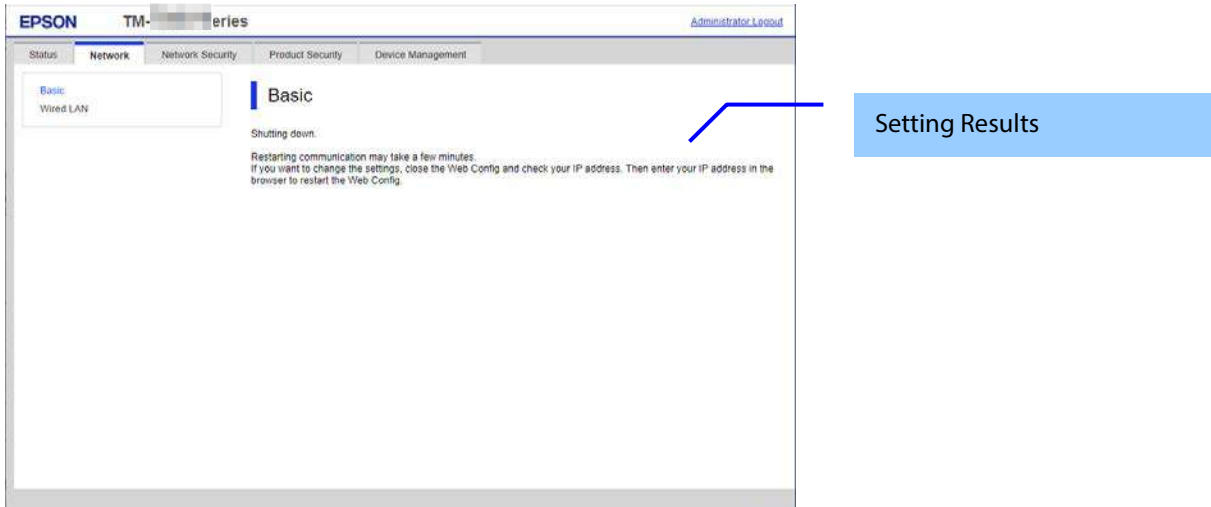 EPSON TM- eries Administrator Logout
Status Network Network Security Product Security Device Management
Basic
Wired LAN
Basic
Shutting down.
Restarting communication may take a few minutes.
If you want to change the settings, close the Web Config and check your IP address. Then enter your IP address in the
browser to restart the Web Config.
Setting Results